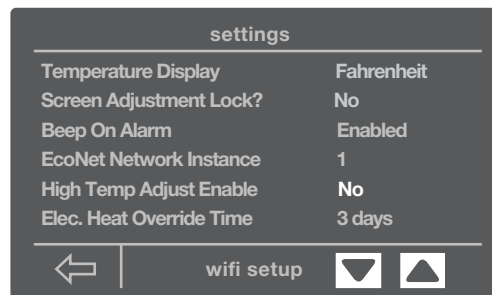 settings
Temperature Display Fahrenheit
Screen Adjustment Lock? No
Beep On Alarm Enabled
EcoNet Network Instance 1
High Temp Adjust Enable No
Elec. Heat Override Time 3 days
wifi setup